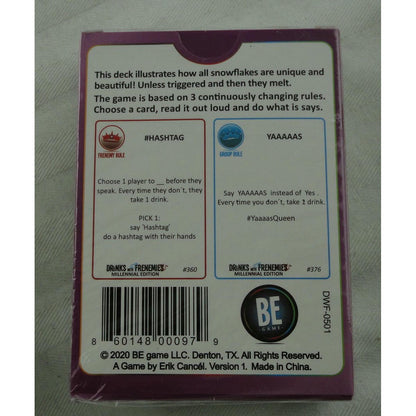 This deck illustrates how all snowflakes are unique and
beautiful! Unless triggered and then they melt.
The game is based on 3 continuously changing rules.
Choose a card, read it out loud and do what is says.
FRENEMY RULE
#HASHTAG
Choose 1 player to __ before they
speak. Every time they don´t, they
take 1 drink.
PICK 1:
say ´Hashtag´
do a hashtag with their hands
DRINKS WITH FRENEMIES
MILLENNIAL EDITION
#360
GROUP RULE
YAAAAAS
Say YAAAAAS instead of Yes .
Every time you don´t, take 1 drink.
#YaaaasQueen
DRINKS WITH FRENEMIES
MILLENNIAL EDITION
#376
8 60148 00097 9
BE
GAME
DWF-0501
© 2020 BE game LLC. Denton, TX. All Rights Reserved.
A Game by Erik Cancél. Version 1. Made in China.